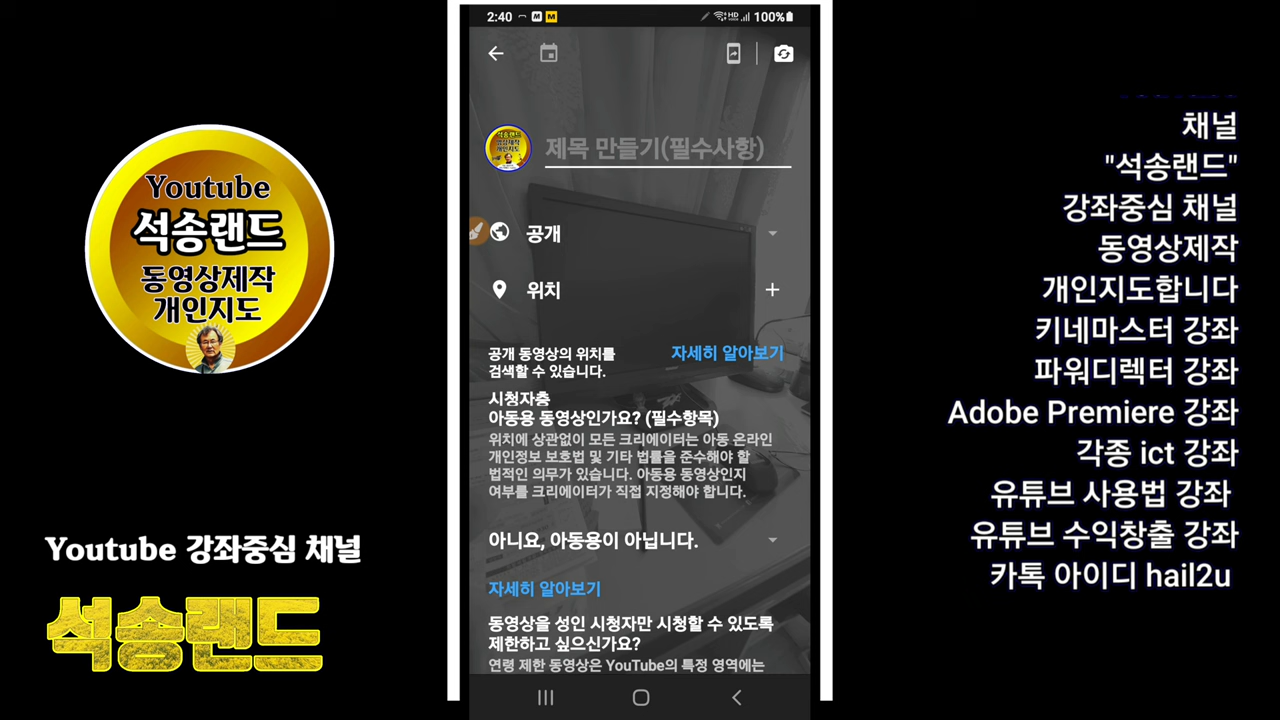 Youtube
석송랜드
동영상제작
개인지도
Youtube 강좌중심 채널
석송랜드
2:40
HD
100%
석송랜드
영상제작
개인지도
제목 만들기(필수사항)
공개
위치
공개 동영상의 위치를
검색할 수 있습니다.
자세히 알아보기
시청자층
아동용 동영상인가요? (필수항목)
위치에 상관없이 모든 크리에이터는 아동 온라인
개인정보 보호법 및 기타 법률을 준수해야 할
법적인 의무가 있습니다. 아동용 동영상인지
여부를 크리에이터가 직접 지정해야 합니다.
아니요, 아동용이 아닙니다.
자세히 알아보기
동영상을 성인 시청자만 시청할 수 있도록
제한하고 싶으신가요?
연령 제한 동영상은 YouTube의 특정 영역에는
채널
"석송랜드"
강좌중심 채널
동영상제작
개인지도합니다
키네마스터 강좌
파워디렉터 강좌
Adobe Premiere 강좌
각종 ict 강좌
유튜브 사용법 강좌
유튜브 수익창출 강좌
카톡 아이디 hail2u